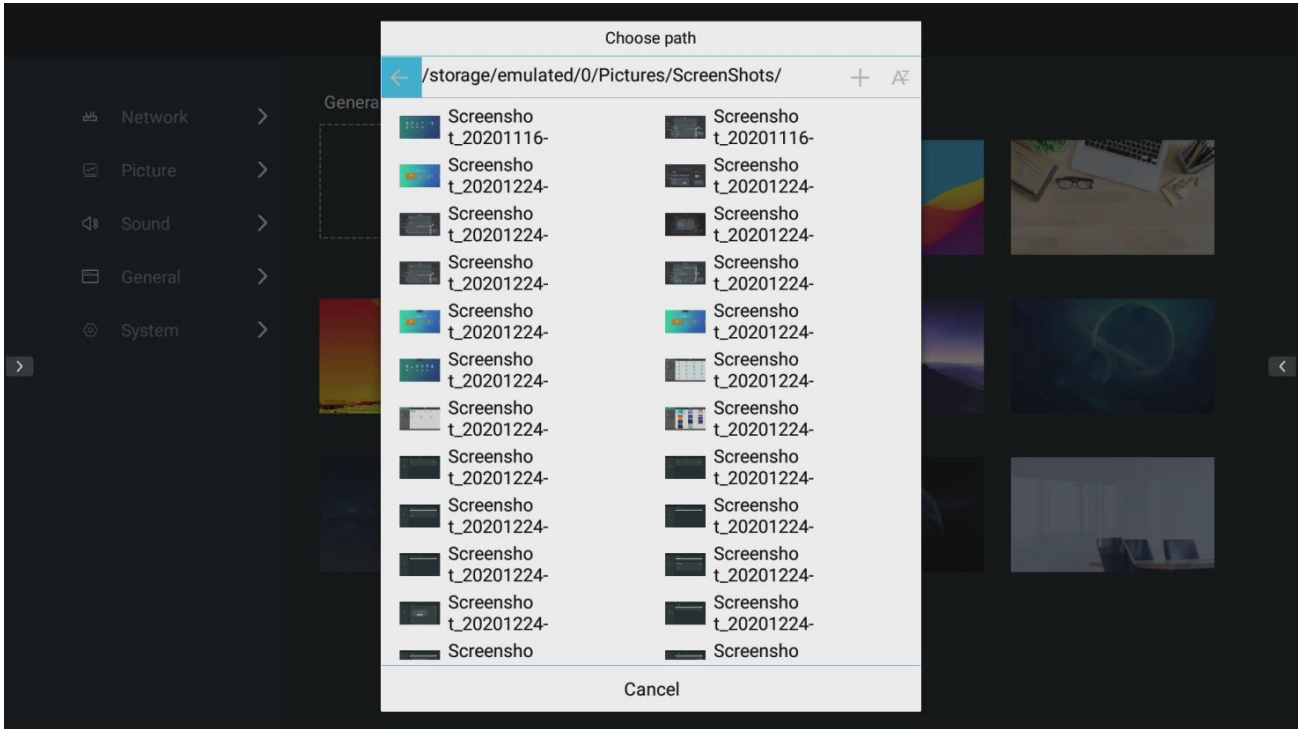 Choose path
/storage/emulated/0/Pictures/ScreenShots/
AZ
Genera
Network
Picture
Sound
General
System
Screensho
t_20201116-
Screensho
t_20201116-
Screensho
t_20201224-
Screensho
t_20201224-
Screensho
t_20201224-
Screensho
t_20201224-
Screensho
t_20201224-
Screensho
t_20201224-
Screensho
t_20201224-
Screensho
t_20201224-
Screensho
t_20201224-
Screensho
t_20201224-
Screensho
t_20201224-
Screensho
t_20201224-
Screensho
t_20201224-
Screensho
t_20201224-
Screensho
t_20201224-
Screensho
t_20201224-
Screensho
t_20201224-
Screensho
t_20201224-
Screensho
t_20201224-
Screensho
t_20201224-
Screensho
Screensho
Cancel